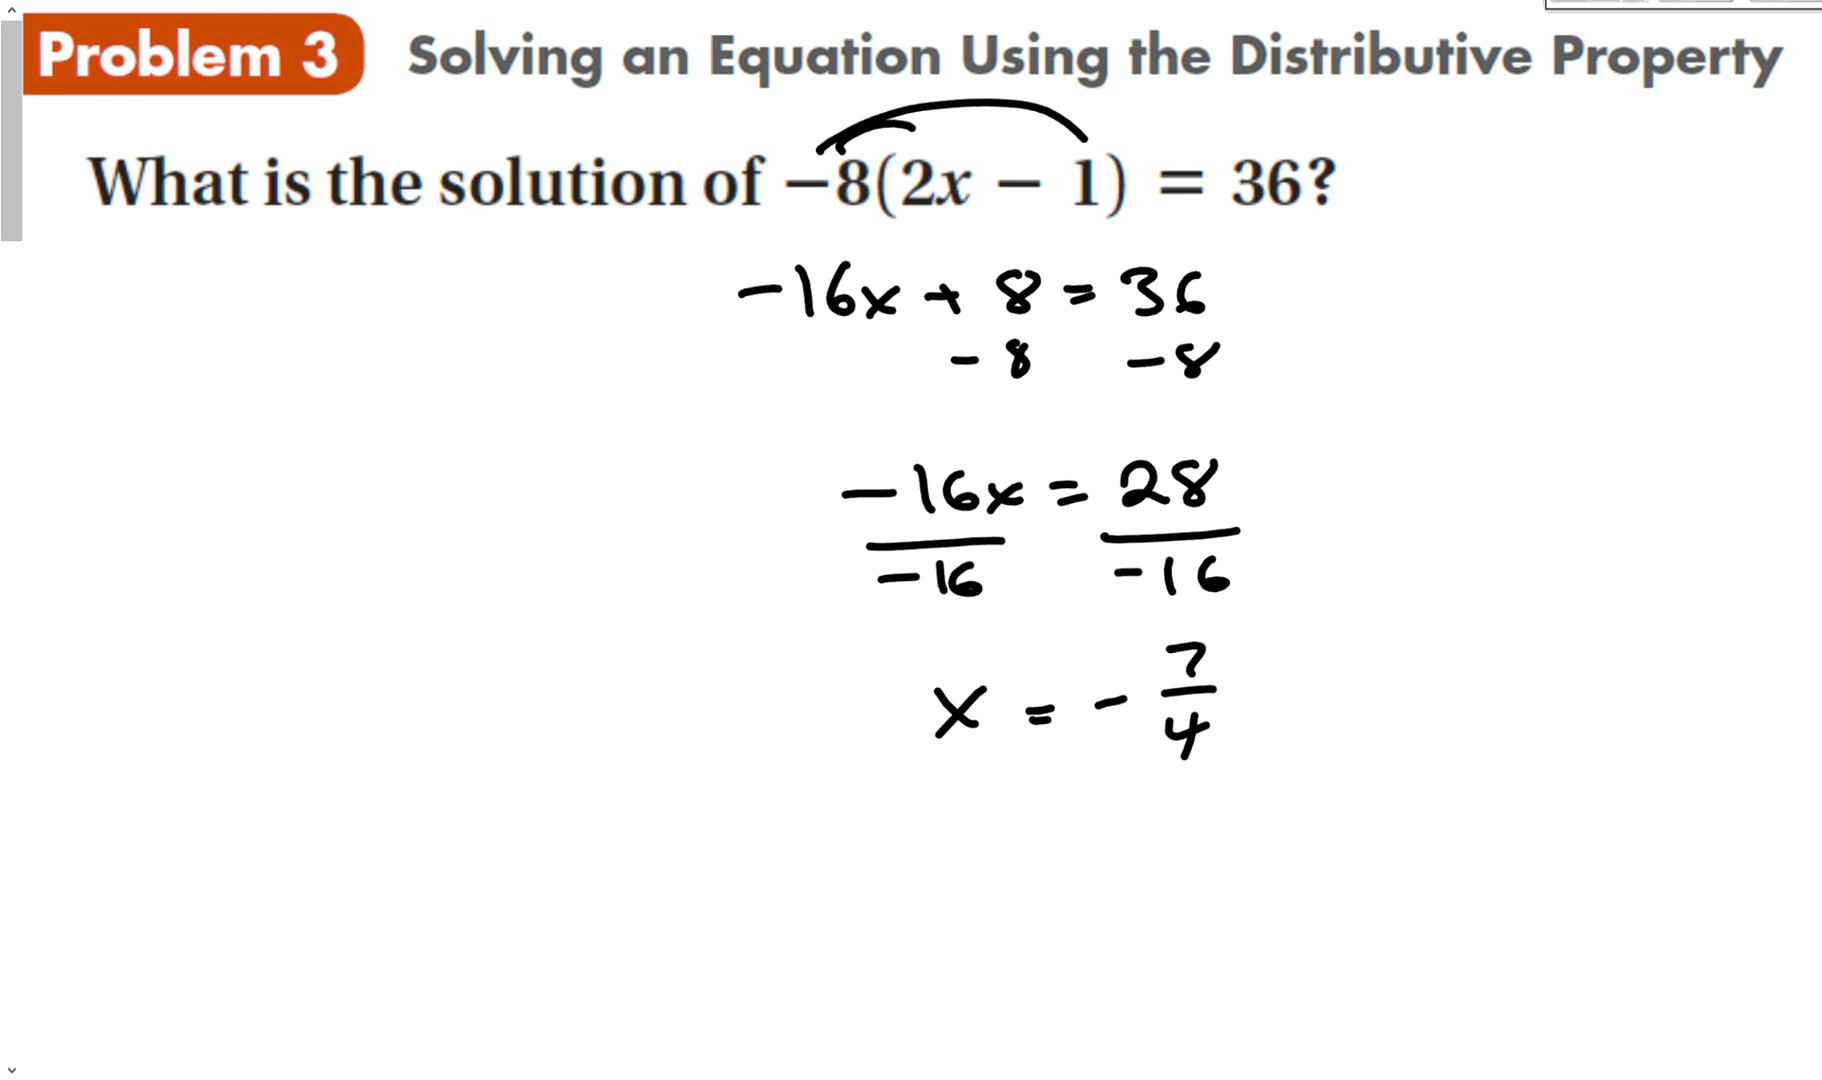 Problem 3 Solving an Equation Using the Distributive Property
What is the solution of −8(2x − 1) = 36?
-16x + 8 = 36
- 8 - 8
-16x = 28
-16 -16
x = - 7/4